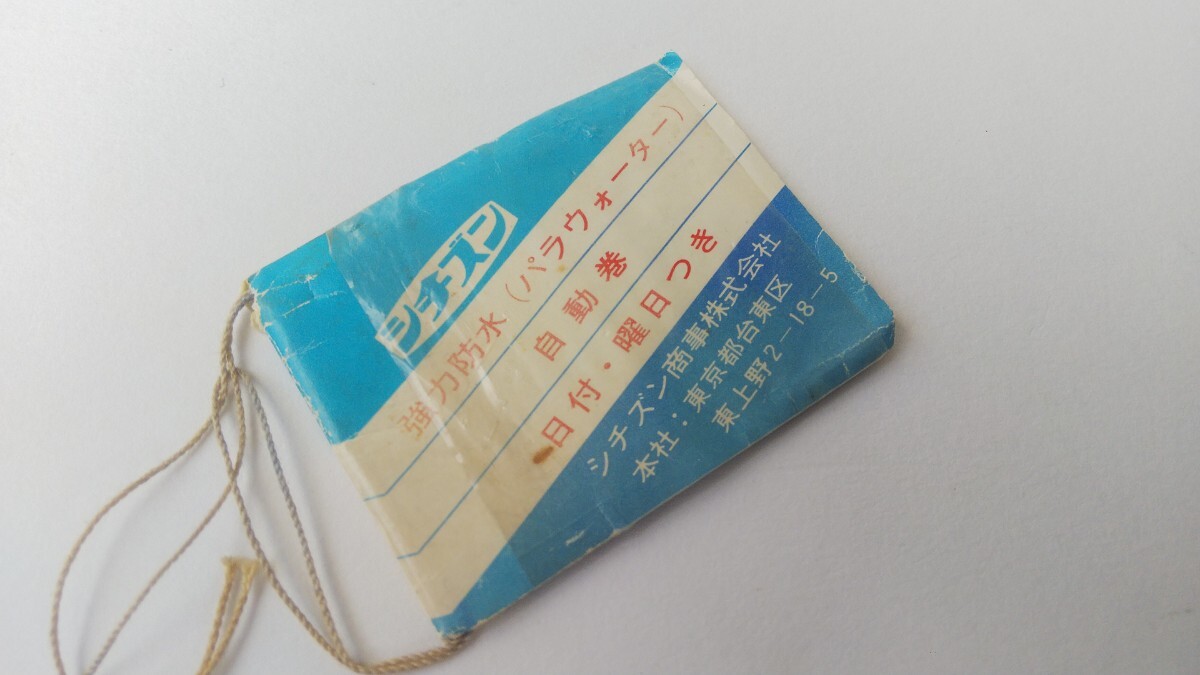 シチズン
強力防水(パラウォーター)
自動巻
日付・曜日つき
シチズン商事株式会社
本社:東京都台東区
東上野2-18-5